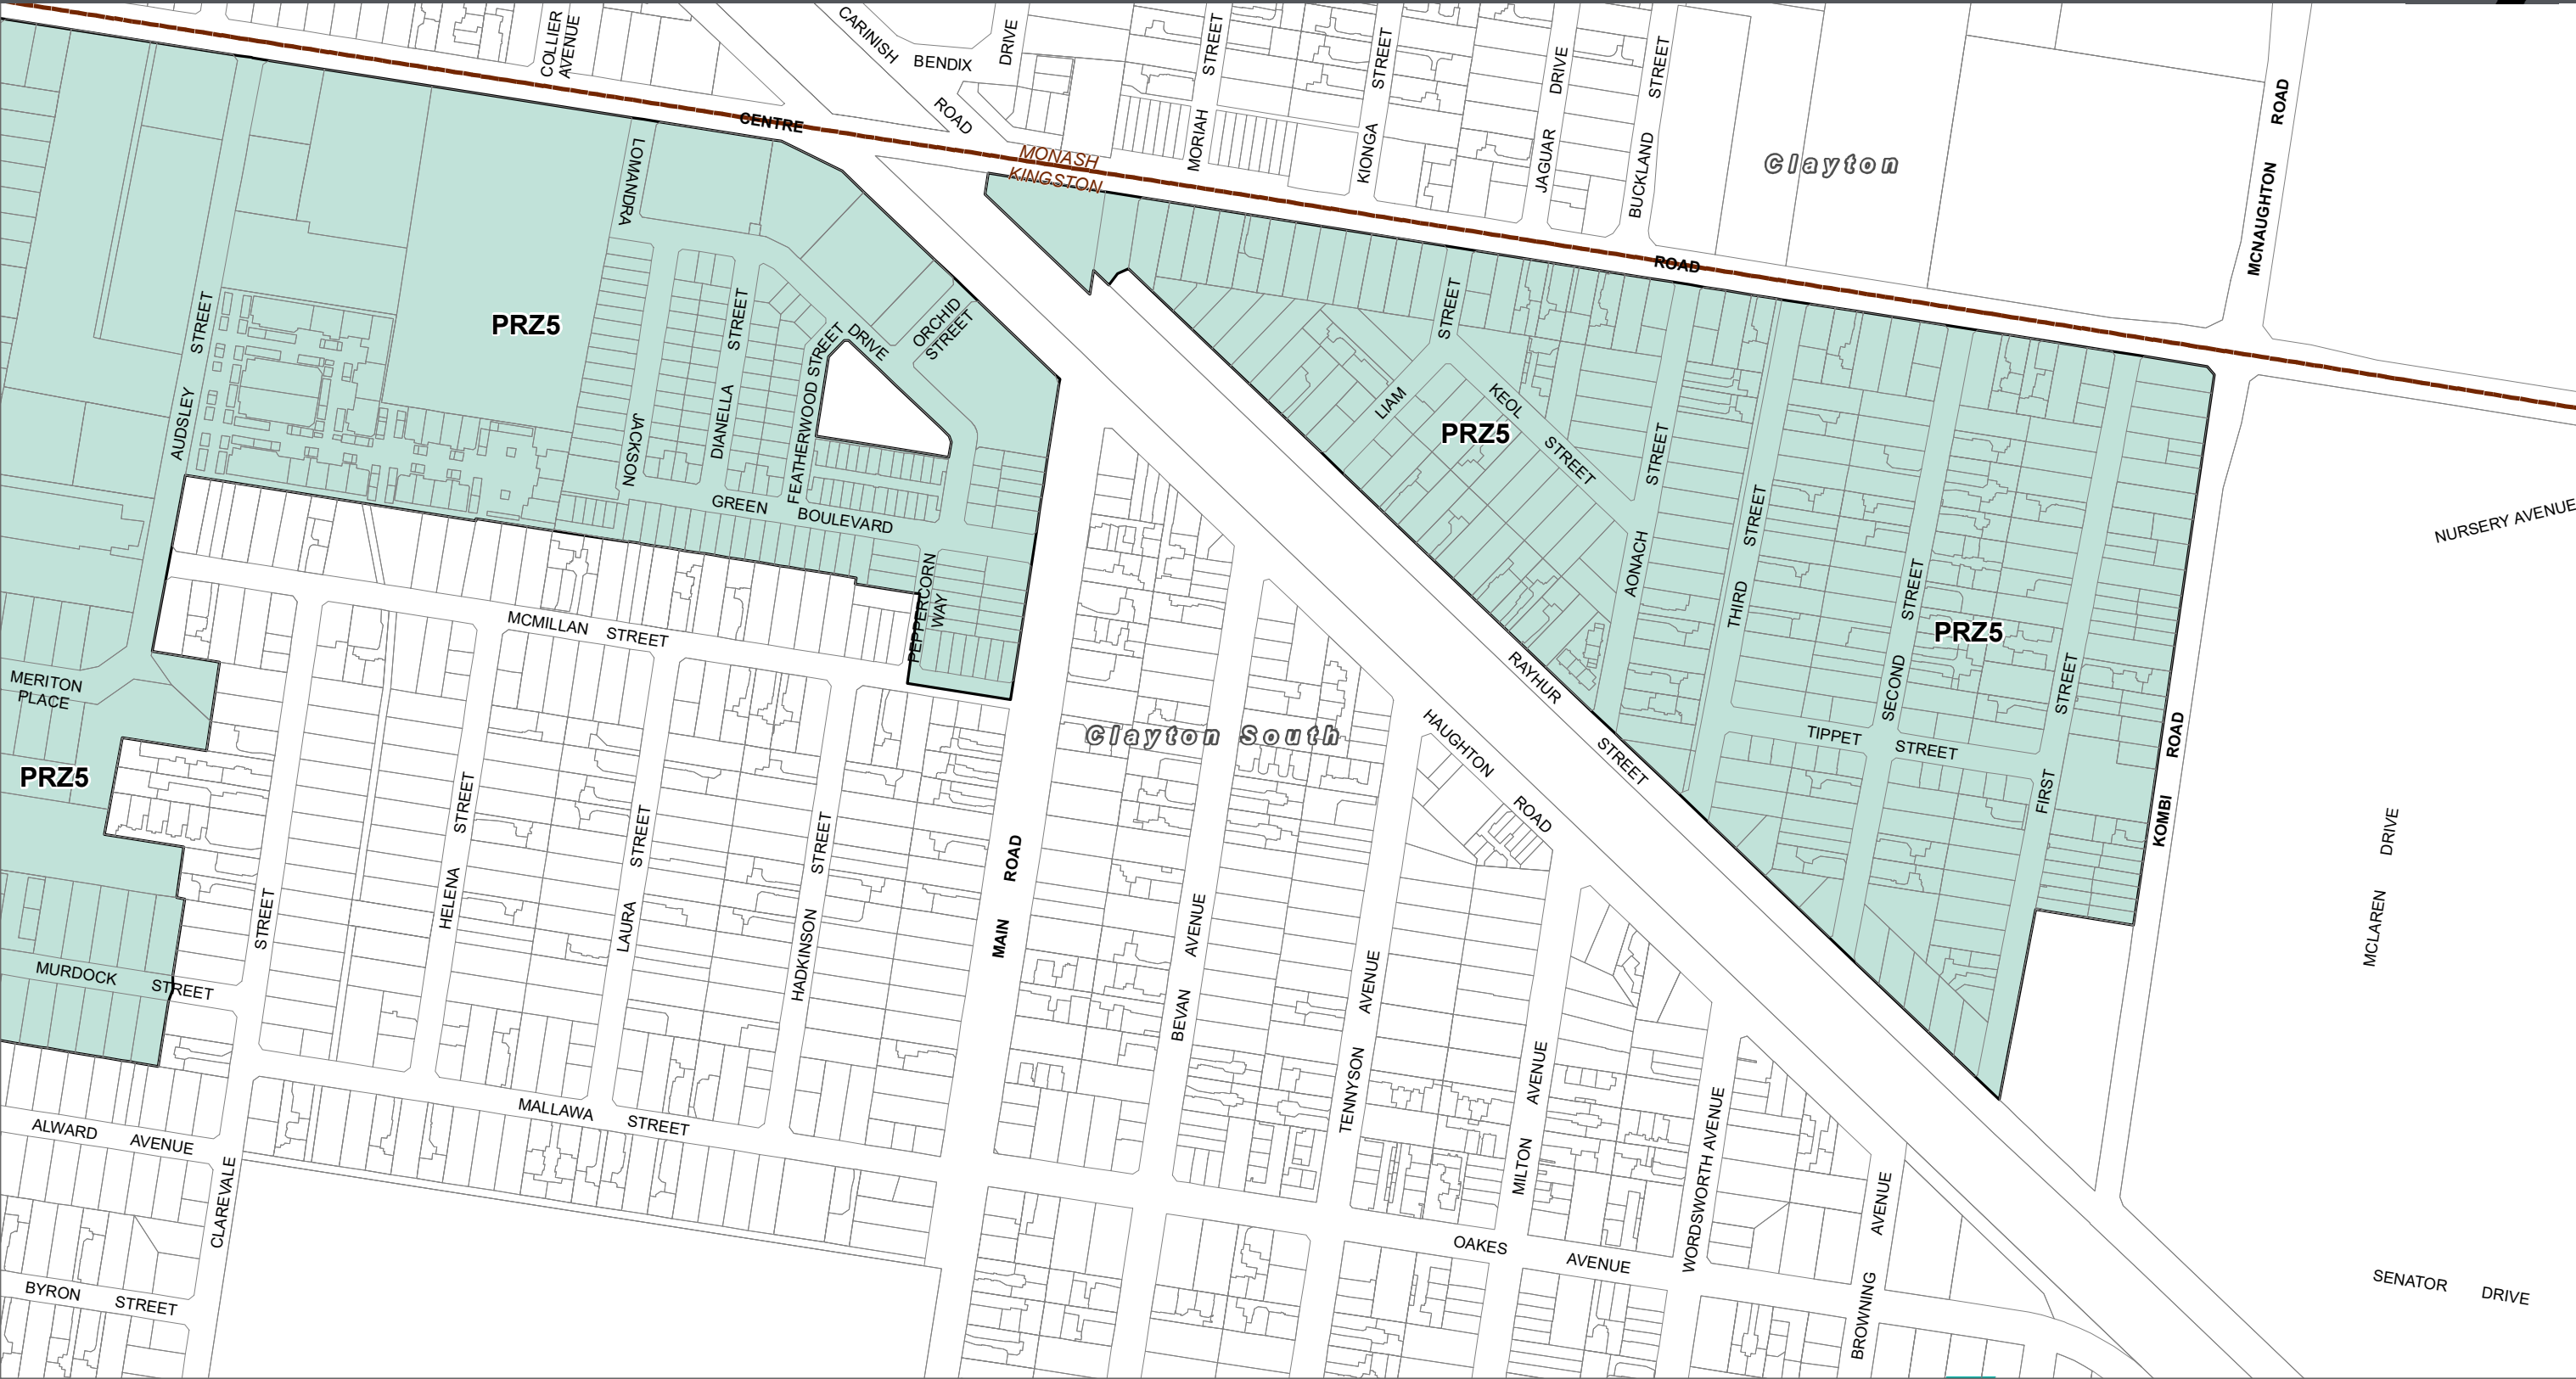 COLLIER
AVENUE
CARINISH
ROAD
BENDIX
DRIVE
MORIAH
STREET
KIONGA
STREET
JAGUAR
DRIVE
BUCKLAND
STREET
Clayton
MCNAUGHTON
ROAD
CENTRE
ROAD
MONASH
KINGSTON
LOMANDRA
DRIVE
AUDSLEY
STREET
PRZ5
JACKSON
DIANELLA
STREET
FEATHERWOOD STREET
ORCHID
STREET
GREEN
BOULEVARD
PEPPERCORN
WAY
LIAM
STREET
KEOL
STREET
PRZ5
AONACH
STREET
THIRD
STREET
SECOND
STREET
PRZ5
FIRST
STREET
TIPPET
STREET
KOMBI
ROAD
NURSERY AVENUE
MCMILLAN
STREET
MERITON
PLACE
PRZ5
Clayton South
RAYHUR
STREET
HAUGHTON
ROAD
HELENA
STREET
LAURA
STREET
HADKINSON
STREET
MAIN
ROAD
BEVAN
AVENUE
TENNYSON
AVENUE
MILTON
AVENUE
WORDSWORTH AVENUE
BROWNING
AVENUE
MCLAREN
DRIVE
MURDOCK
STREET
CLAREVALE
STREET
MALLAWA
STREET
ALWARD
AVENUE
OAKES
AVENUE
BYRON
STREET
SENATOR
DRIVE